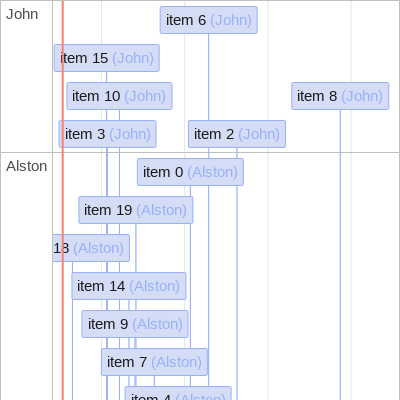 John
item 6 (John)
item 15 (John)
item 10 (John)
item 8 (John)
item 3 (John)
item 2 (John)
Alston
item 0 (Alston)
item 19 (Alston)
(Alston)
item 14 (Alston)
item 9 (Alston)
item 7 (Alston)
item 4 (Alston)